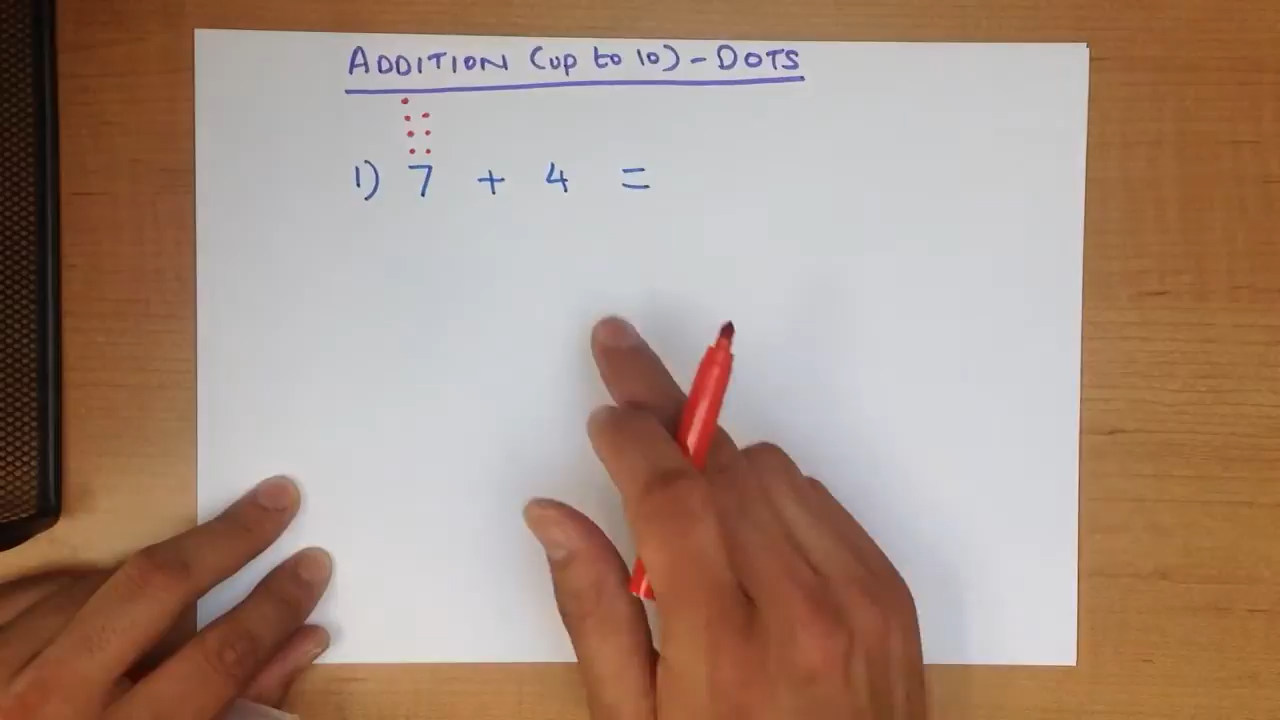 ADDITION (up to 10) - DOTS
1) 7 + 4 =